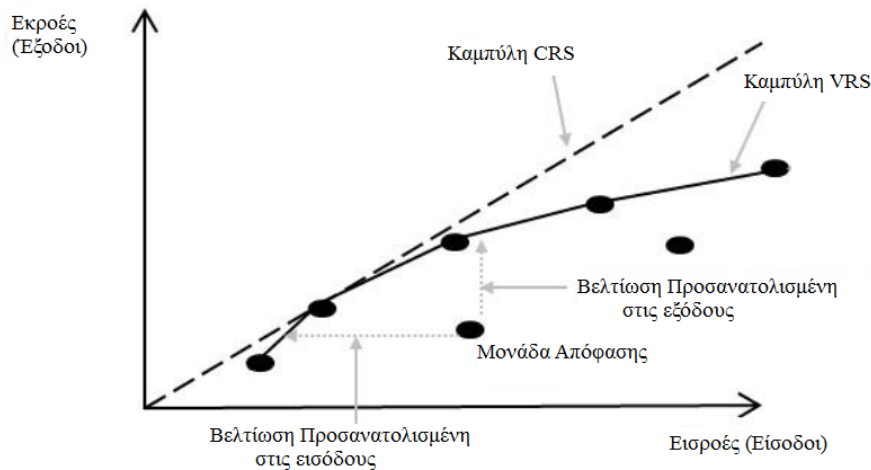 Εκροές
(Έξοδοι)
Καμπύλη CRS
Καμπύλη VRS
Βελτίωση Προσανατολισμένη
στις εξόδους
Μονάδα Απόφασης
Βελτίωση Προσανατολισμένη
στις εισόδους
Εισροές (Είσοδοι)